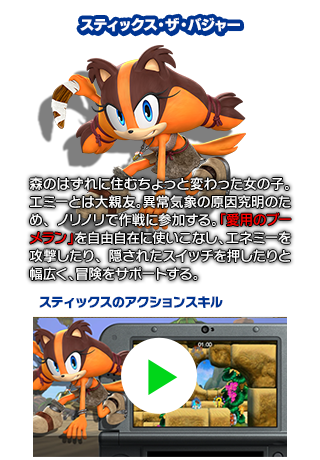 スティックス・ザ・バジャー
森のはずれに住むちょっと変わった女の子。
エミーとは大親友。異常気象の原因究明のた
め、ノリノリで作戦に参加する。「愛用のブー
メラン」を自由自在に使いこなし、エネミーを
攻撃したり、隠されたスイッチを押したりと
幅広く、冒険をサポートする。
スティックスのアクションスキル
01:00